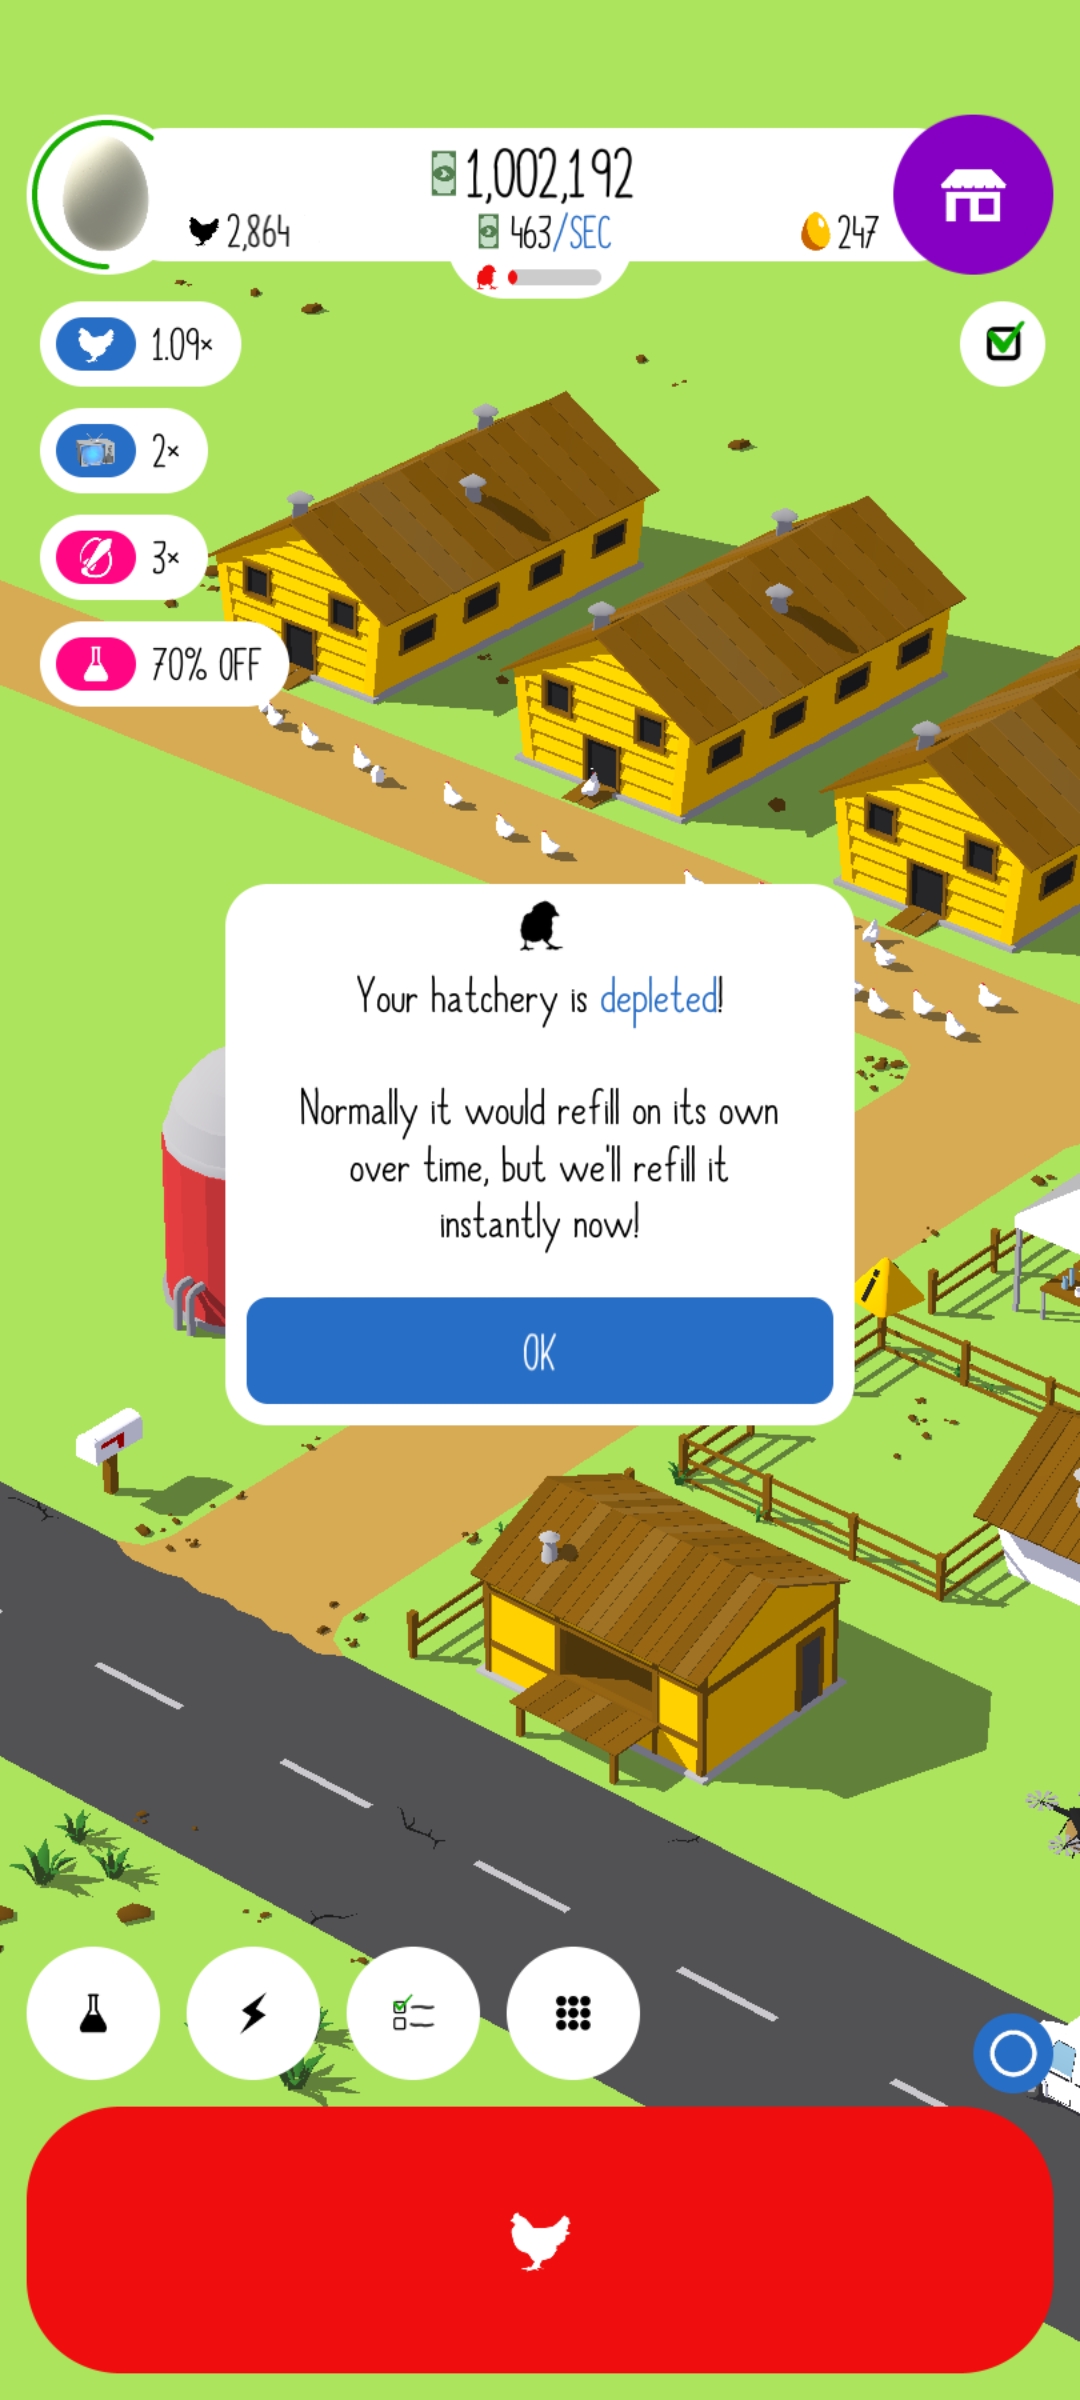 1,002,192
2,864
463/SEC
247
1.09×
2×
3×
70% OFF
Your hatchery is depleted!
Normally it would refill on its own
over time, but we'll refill it
instantly now!
OK